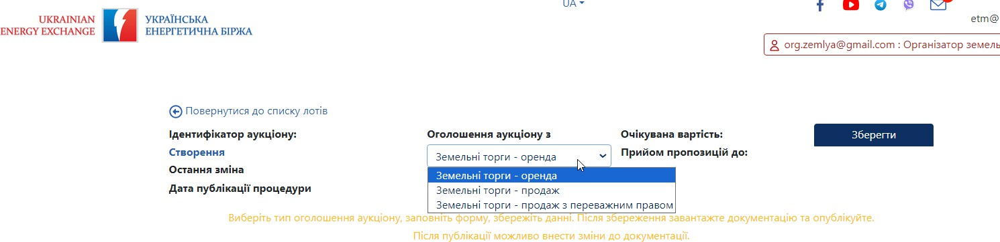 UA
UKRAINIAN
ENERGY EXCHANGE
УКРАЇНСЬКА
ЕНЕРГЕТИЧНА БІРЖА
etm@
org.zemlya@gmail.com : Організатор земель
Повернутися до списку лотів
Ідентифікатор аукціону:
Створення
Остання зміна
Дата публікації процедури
Оголошення аукціону з
Земельні торги - оренда
Земельні торги - оренда
Земельні торги - продаж
Земельні торги - продаж з переважним правом
Очікувана вартість:
Прийом пропозицій до:
Зберегти
Виберіть тип оголошення аукціону, заповніть форму, збережіть данні. Після збереження завантажте документацію та опублікуйте.
Після публікації можливо внести зміни до документації.